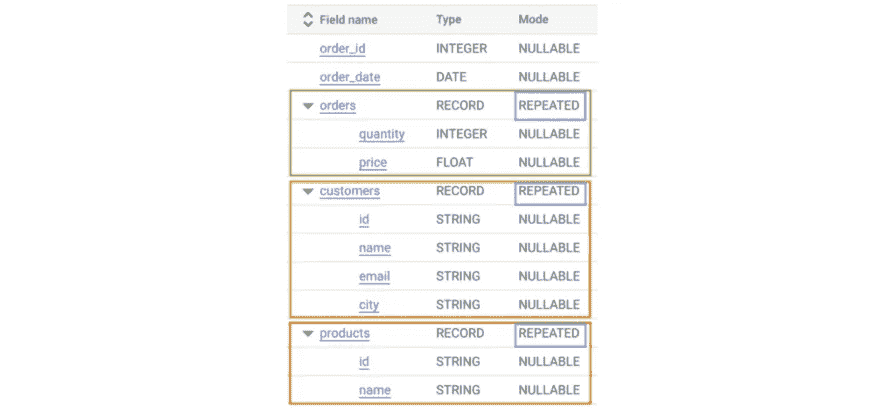 Field name Type Mode
order_id INTEGER NULLABLE
order_date DATE NULLABLE
orders RECORD REPEATED
quantity INTEGER NULLABLE
price FLOAT NULLABLE
customers RECORD REPEATED
id STRING NULLABLE
name STRING NULLABLE
email STRING NULLABLE
city STRING NULLABLE
products RECORD REPEATED
id STRING NULLABLE
name STRING NULLABLE